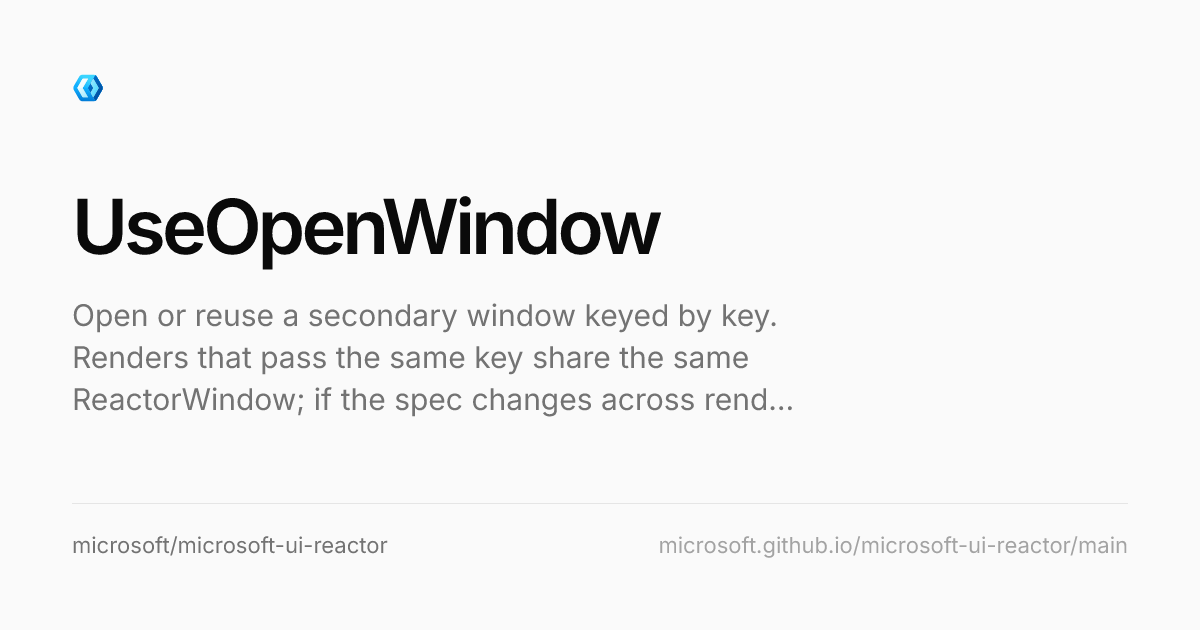 UseOpenWindow
Open or reuse a secondary window keyed by key.
Renders that pass the same key share the same
ReactorWindow; if the spec changes across rend...
microsoft/microsoft-ui-reactor
microsoft.github.io/microsoft-ui-reactor/main